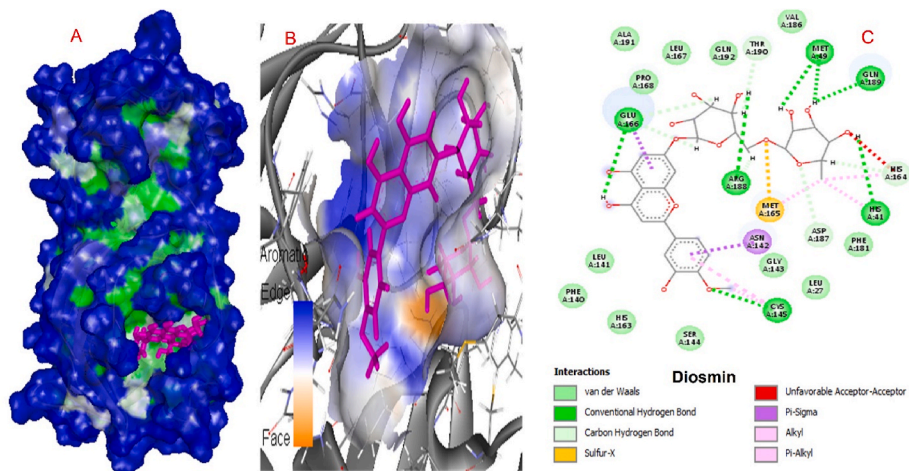 A
B
C
Aromatic
Edge
Face
VAL
A:186
ALA
A:191
LEU
A:167
GLN
A:192
THR
A:190
MET
A:49
GLN
A:189
PRO
A:168
GLU
A:166
ARG
A:188
MET
A:165
HIS
A:164
HIS
A:41
ASP
A:187
PHE
A:181
ASN
A:142
GLY
A:143
LEU
A:141
LEU
A:27
PHE
A:140
CYS
A:145
HIS
A:163
SER
A:144
H
H
H
H
H
H
H
Interactions
Diosmin
van der Waals
Conventional Hydrogen Bond
Carbon Hydrogen Bond
Sulfur-X
Unfavorable Acceptor-Acceptor
Pi-Sigma
Alkyl
Pi-Alkyl